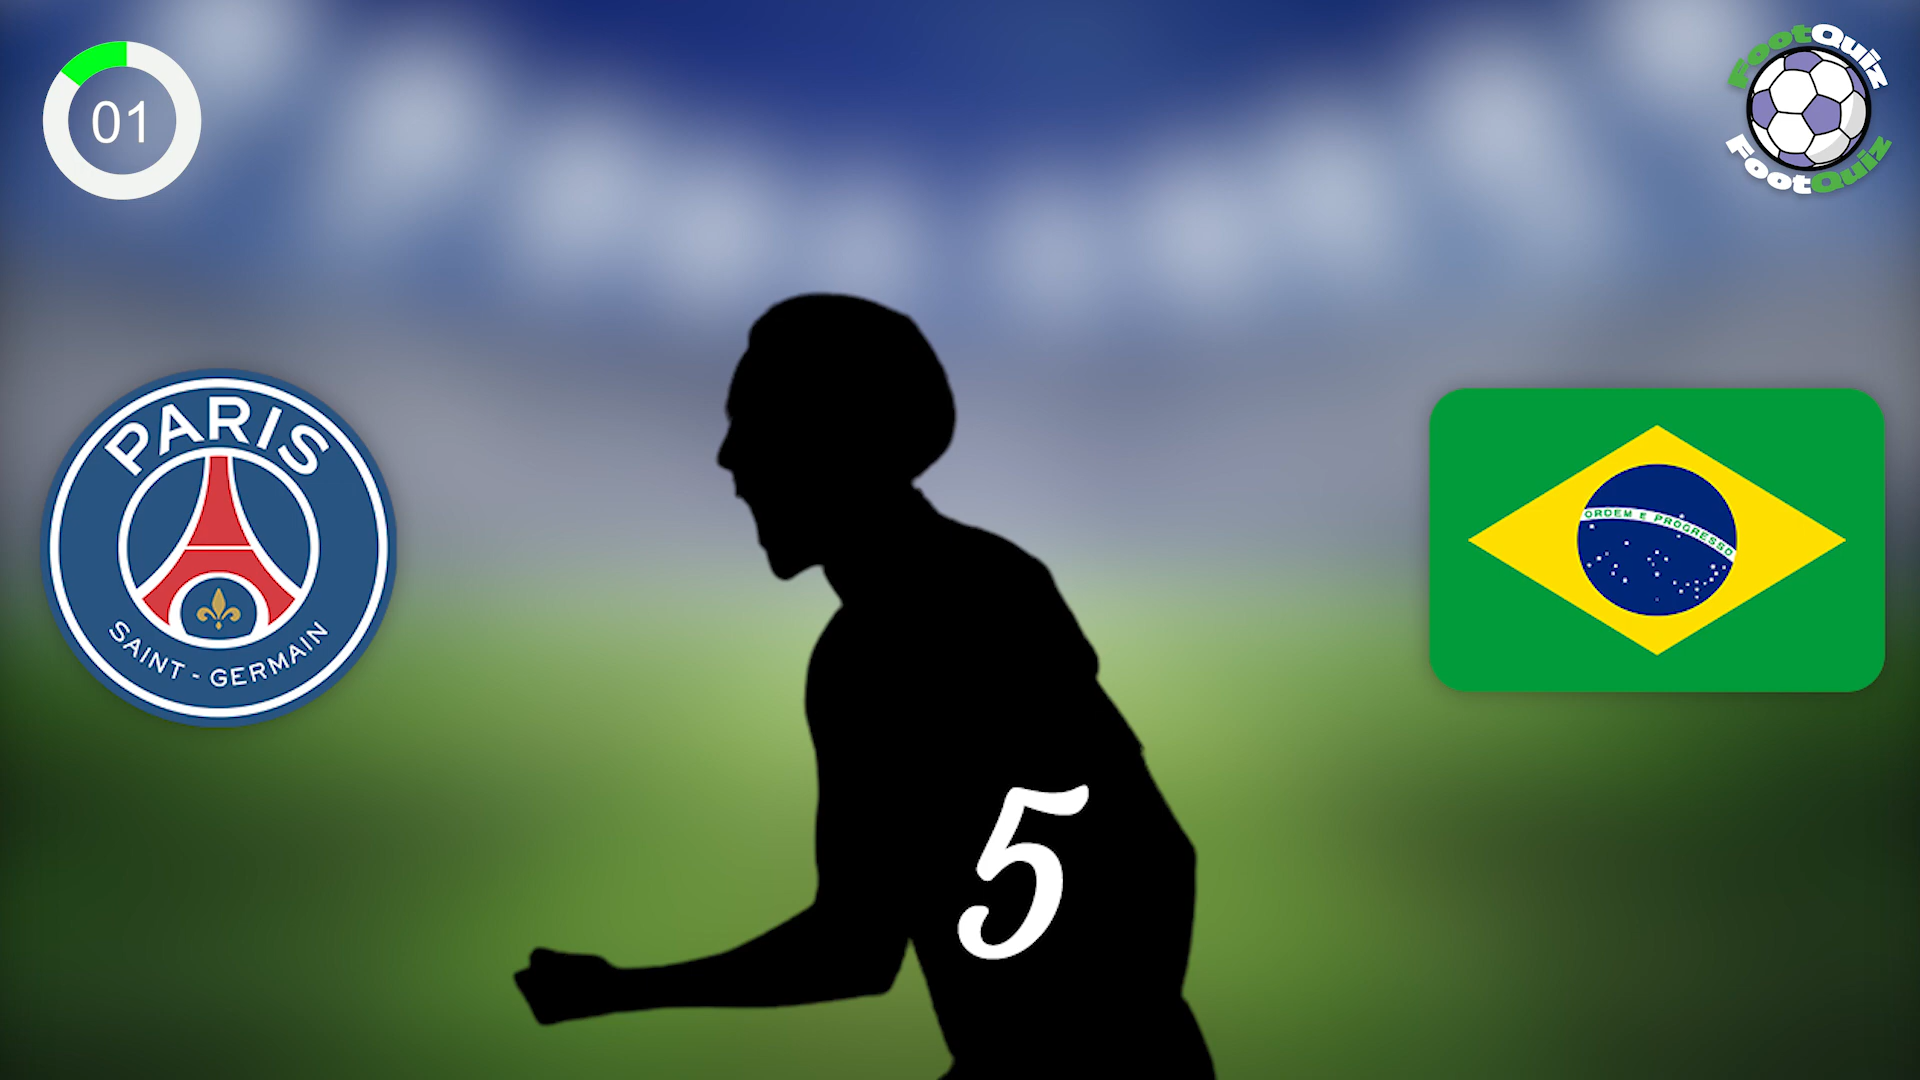 01
FootQuiz
FootQuiz
PARIS
SAINT - GERMAIN
ORDEM E PROGRESSO
5